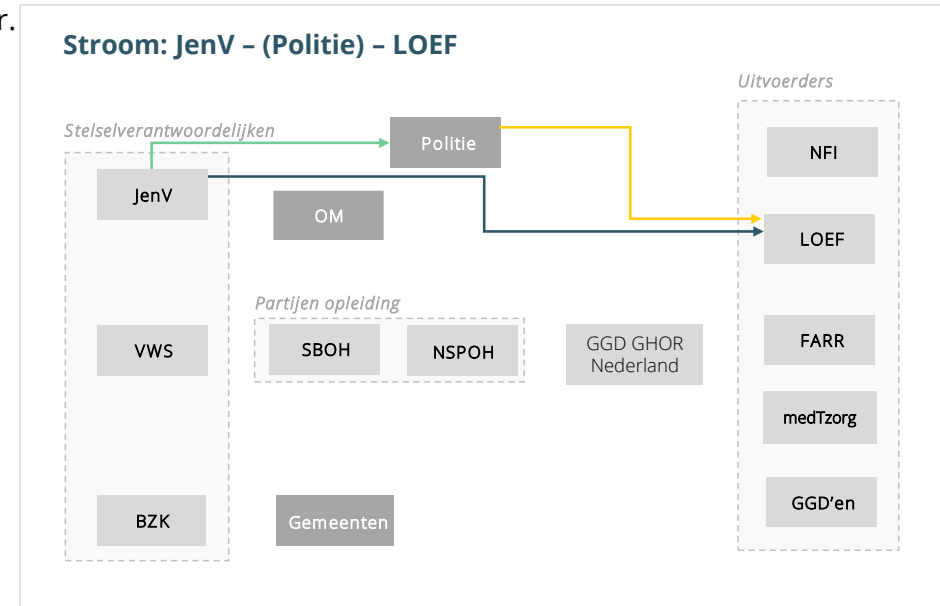 r.
Stroom: JenV – (Politie) – LOEF
Uitvoerders
Stelselverantwoordelijken
Politie
NFI
JenV
OM
LOEF
Partijen opleiding
VWS
SBOH
NSPOH
GGD GHOR
Nederland
FARR
medTzorg
GGD’en
BZK
Gemeenten